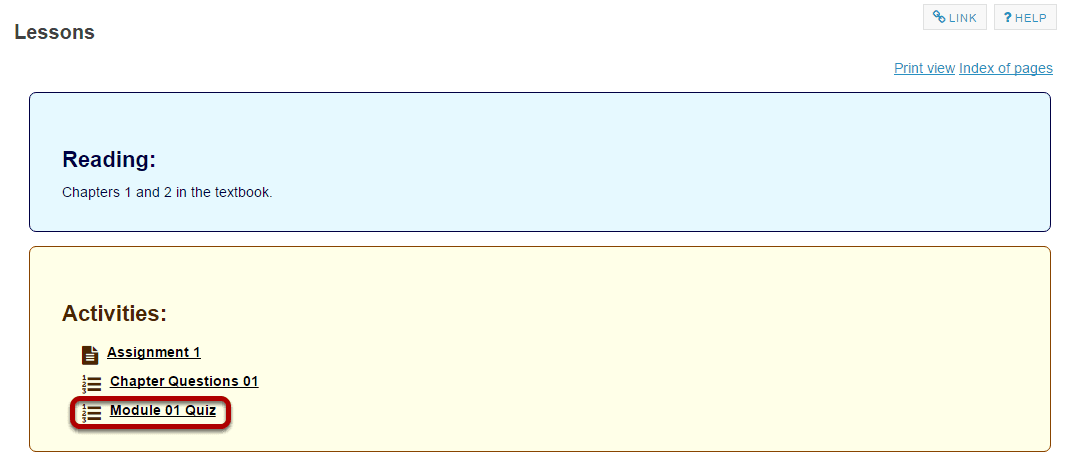 Lessons
LINK
? HELP
Print view Index of pages
Reading:
Chapters 1 and 2 in the textbook.
Activities:
Assignment 1
Chapter Questions 01
Module 01 Quiz